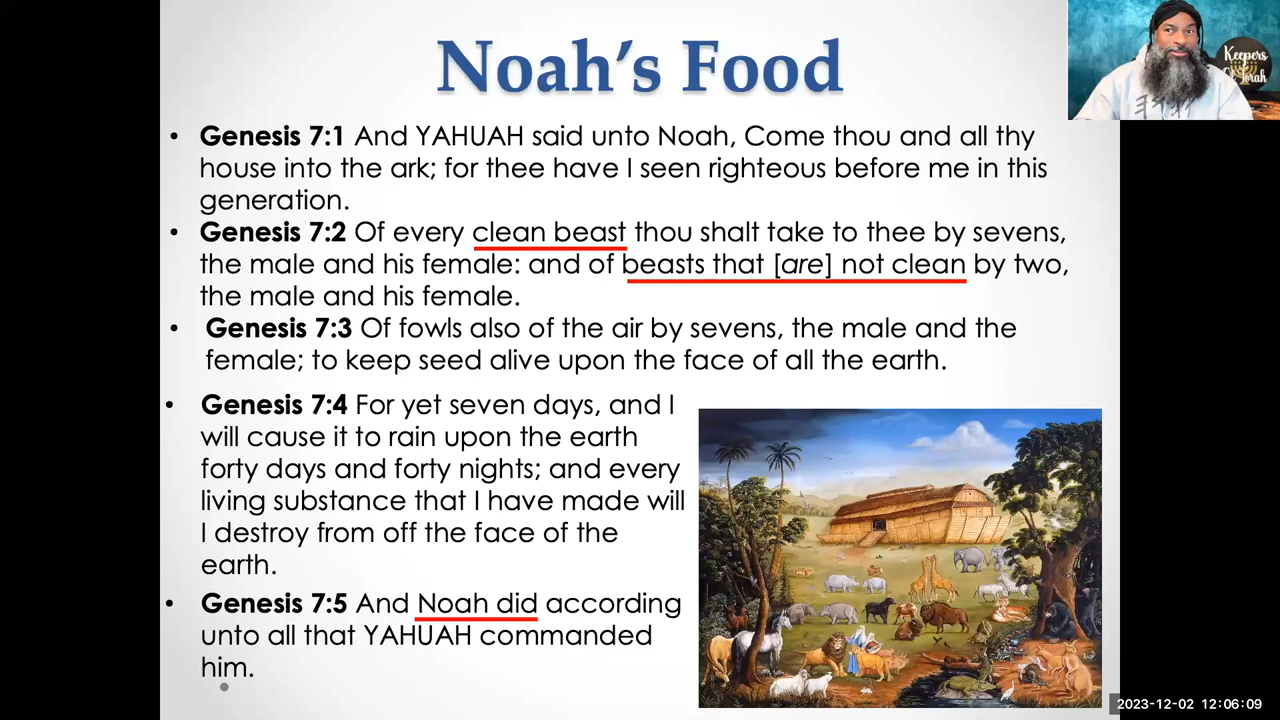 Noah’s Food
Keepers
Of Torah
• Genesis 7:1 And YAHUAH said unto Noah, Come thou and all thy
house into the ark; for thee have I seen righteous before me in this
generation.
• Genesis 7:2 Of every clean beast thou shalt take to thee by sevens,
the male and his female: and of beasts that [are] not clean by two,
the male and his female.
• Genesis 7:3 Of fowls also of the air by sevens, the male and the
female; to keep seed alive upon the face of all the earth.
• Genesis 7:4 For yet seven days, and I
will cause it to rain upon the earth
forty days and forty nights; and every
living substance that I have made will
I destroy from off the face of the
earth.
• Genesis 7:5 And Noah did according
unto all that YAHUAH commanded
him.
2023-12-02 12:06:09